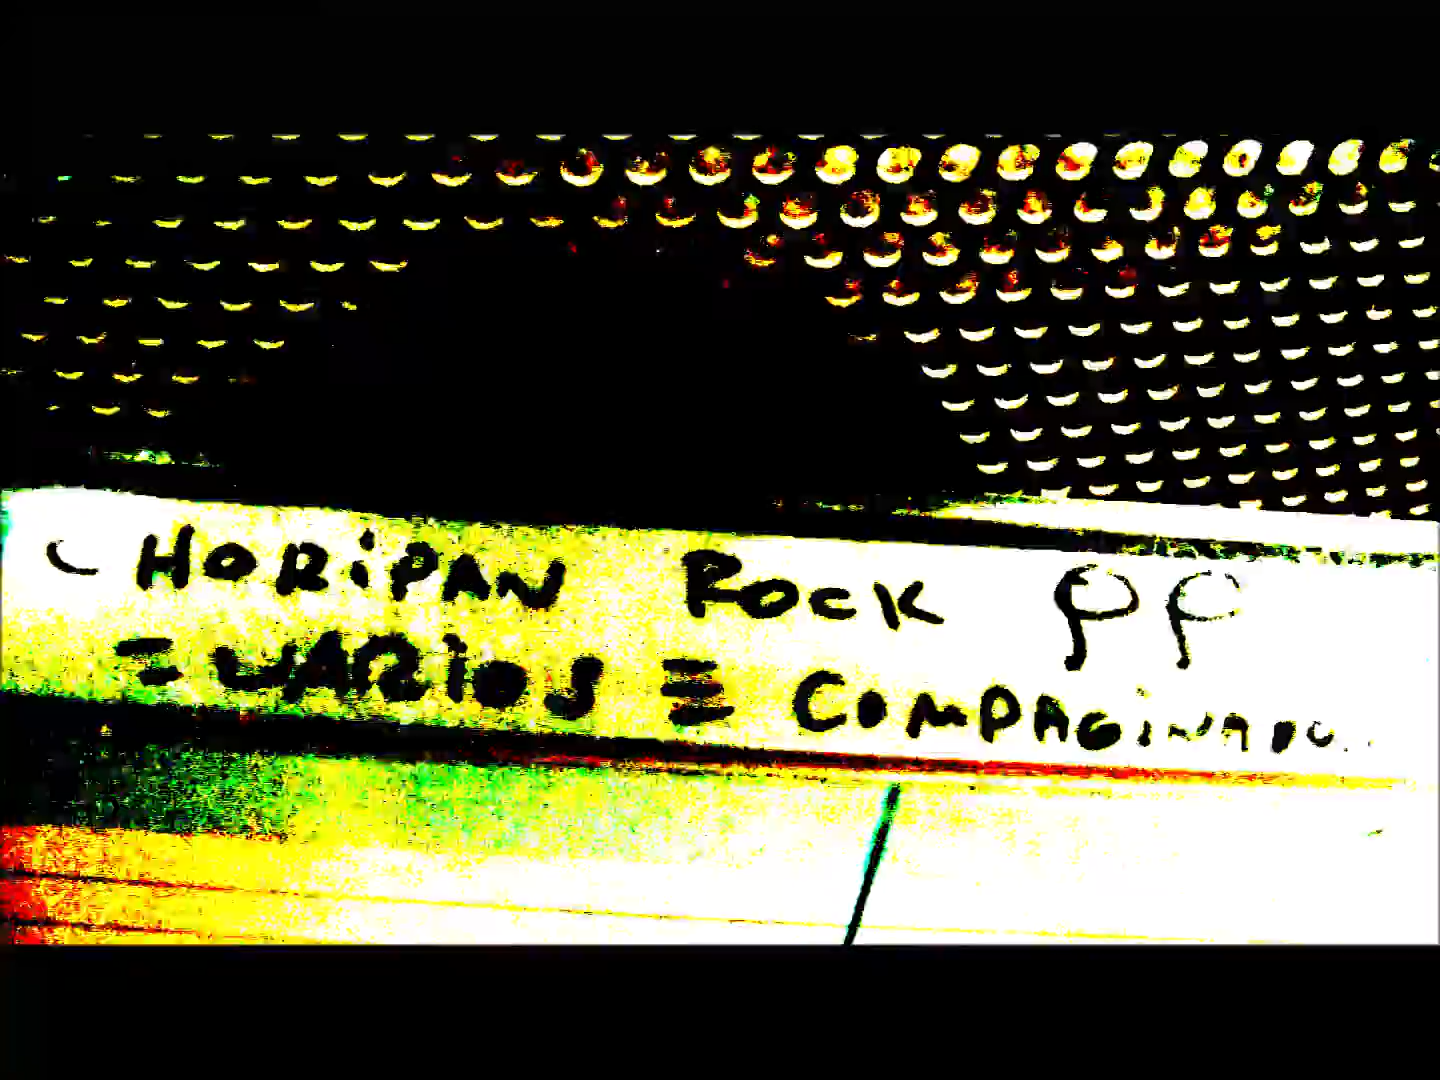 CHORiPAN ROCK
= VARiOS = COMPAGiNADO